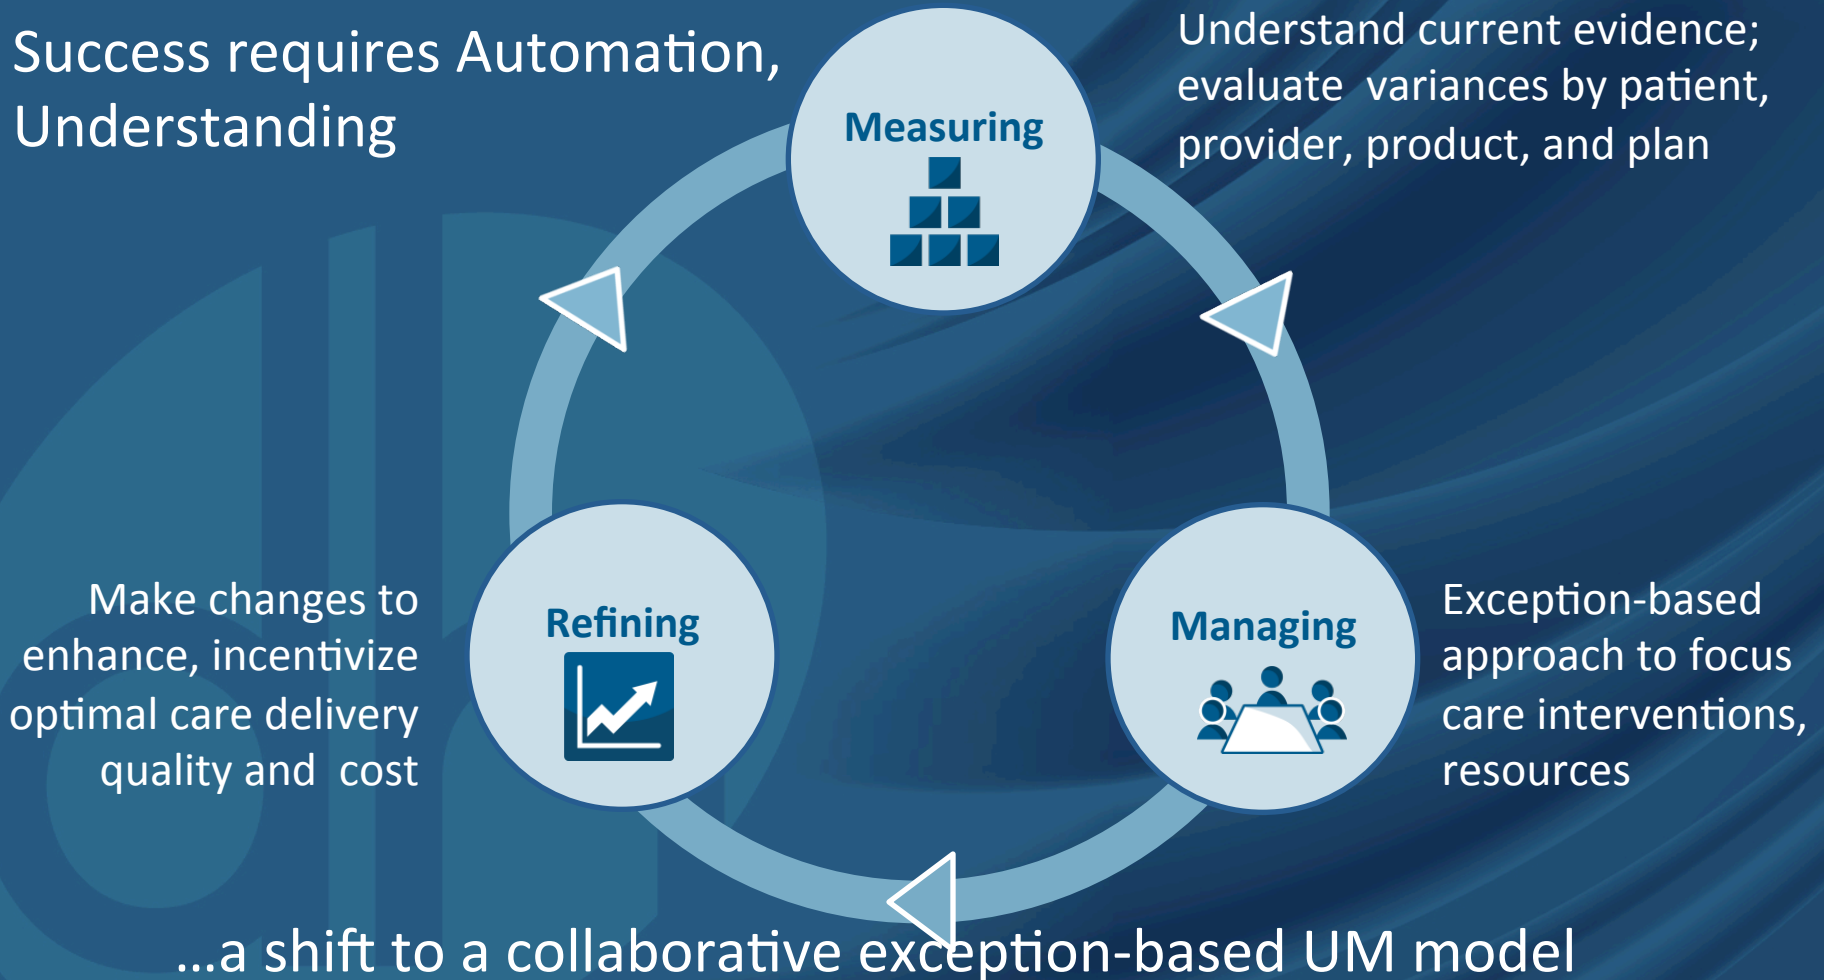 Success requires Automation,
Understanding
Measuring
Understand current evidence;
evaluate  variances by patient,
provider, product, and plan
Refining
Make changes to
enhance, incentivize
optimal care delivery
quality and  cost
Managing
Exception-based
approach to focus
care interventions,
resources
...a shift to a collaborative exception-based UM model